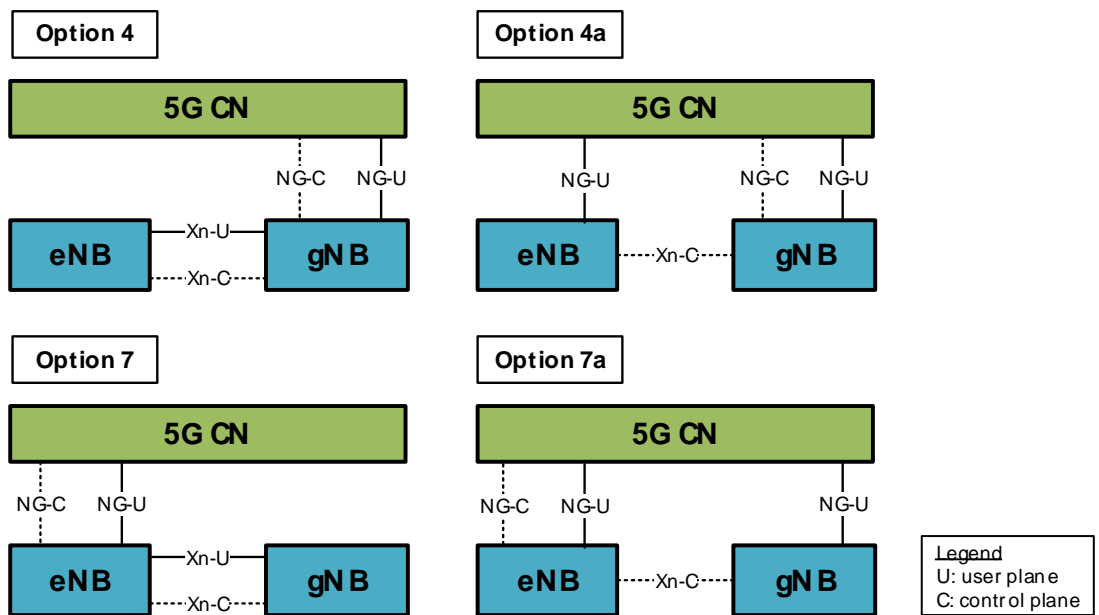 Option 4
Option 4a
5G CN
5G CN
NG-C
NG-U
NG-U
NG-C
NG-U
eNB
Xn-U
Xn-C
gNB
eNB
Xn-C
gNB
Option 7
Option 7a
5G CN
5G CN
NG-C
NG-U
NG-C
NG-U
NG-U
eNB
Xn-U
Xn-C
gNB
eNB
Xn-C
gNB
Legend
U: user plane
C: control plane